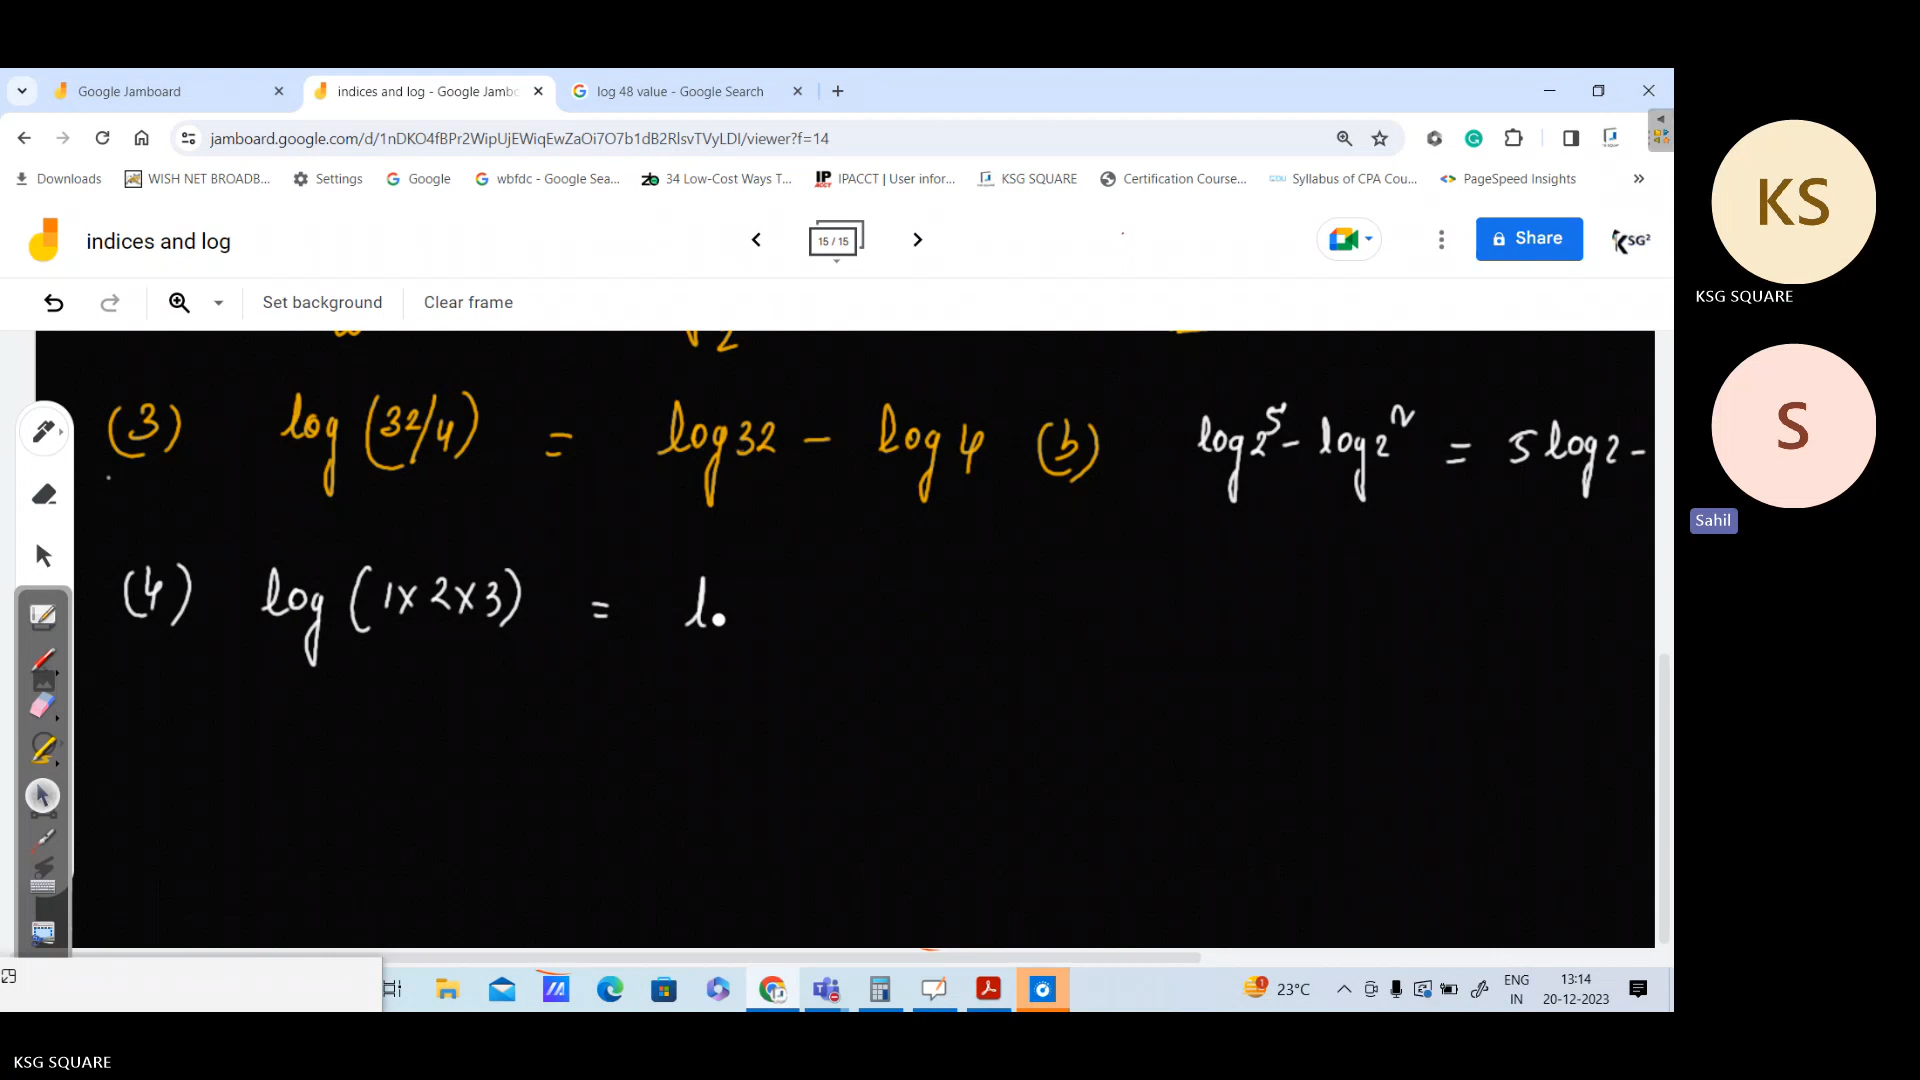 Google Jamboard
indices and log - Google Jambo
log 48 value - Google Search
jamboard.google.com/d/1nDKO4fBPr2WipUjEWiqEwZaOi7O7b1dB2RlsvTVyLDI/viewer?f=14
Downloads
WISH NET BROADB...
Settings
Google
wbfdc - Google Sea...
34 Low-Cost Ways T...
IPACCT | User infor...
KSG SQUARE
Certification Course...
Syllabus of CPA Cou...
PageSpeed Insights
indices and log
15 / 15
Share
KSG²
Set background
Clear frame
(3) log (32/4) = log 32 - log 4 (b) log 2⁵ - log 2² = 5 log 2 -
(4) log (1 x 2 x 3) = l
KS
KSG SQUARE
S
Sahil
23°C
ENG
IN
13:14
20-12-2023
KSG SQUARE